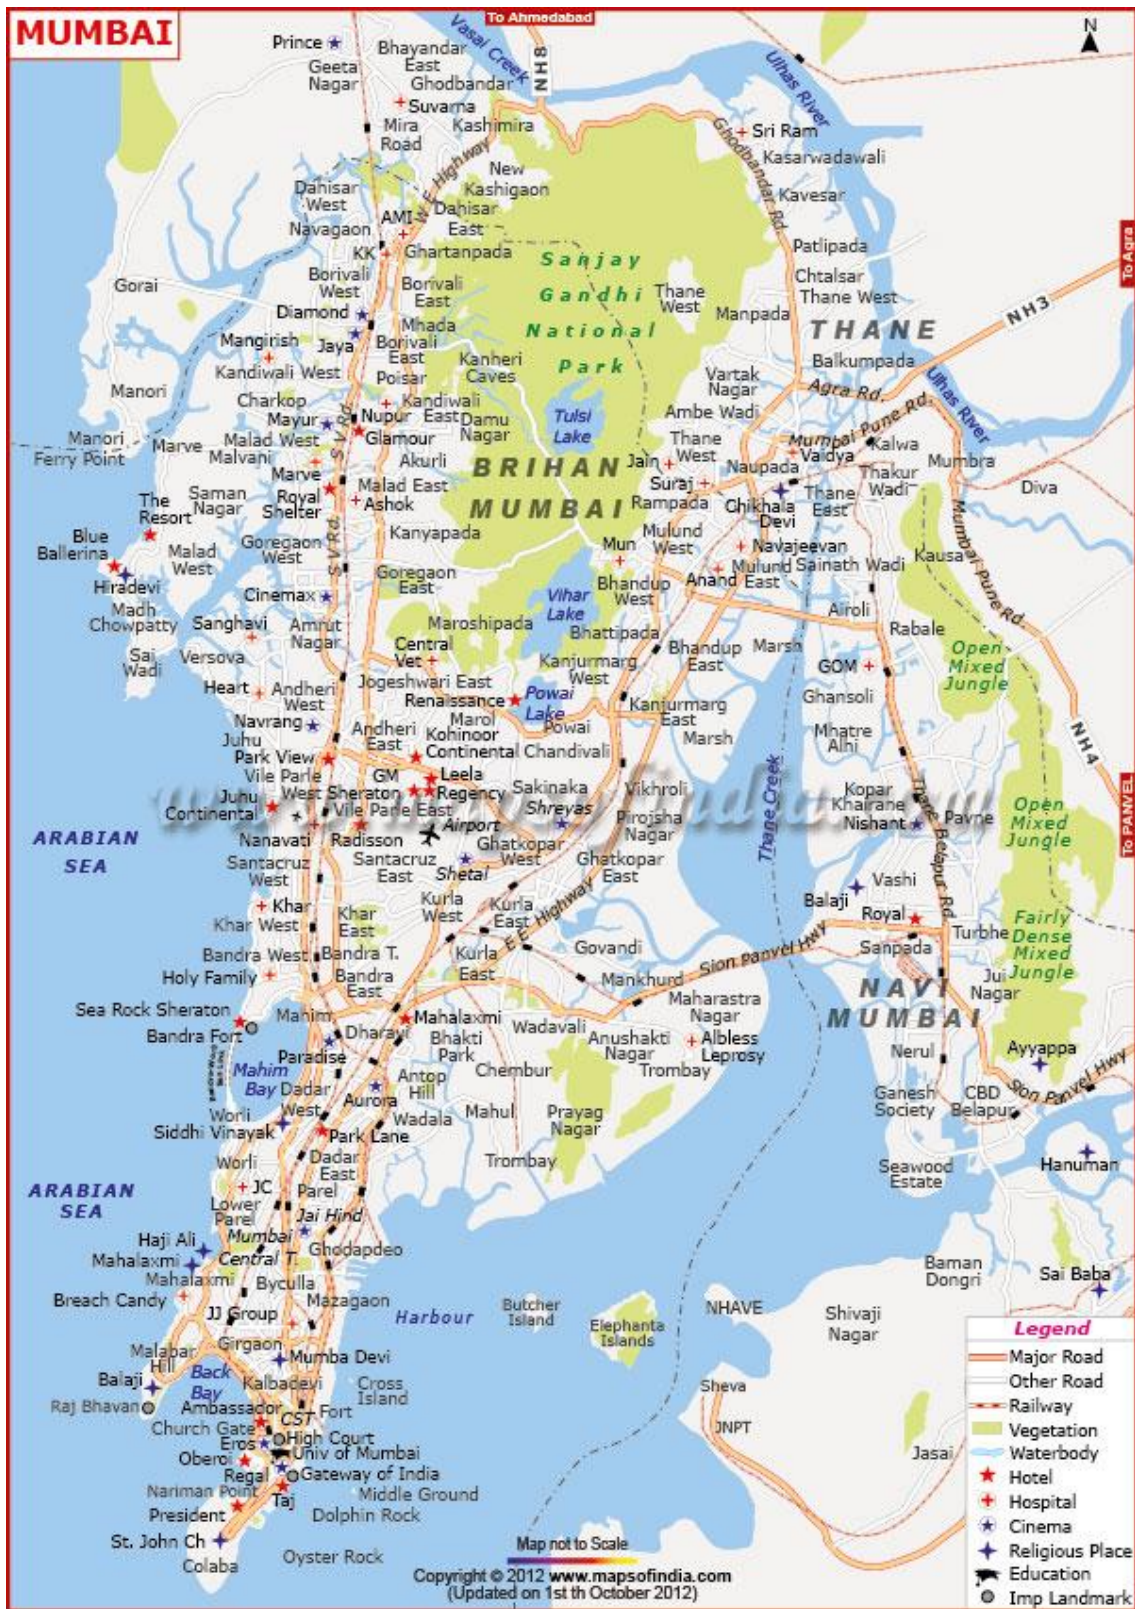 MUMBAI
To Ahmedabad
N
Prince
Bhayandar
East
Geeta
Nagar
Ghodbandar
Vasai Creek
NH8
Ulhas River
Suvarna
Mira
Road
Kashimira
Sri Ram
Ghodbandar Rd.
Kasarwadawali
W E Highway
New
Kashigaon
Kavesar
Dahisar
West
Dahisar
East
Navagaon
AMI
KK
Ghartanpada
Patlipada
To Agra
Gorai
Borivali
West
Borivali
East
Sanjay
Gandhi
National
Park
Thane
West
Manpada
Chtalsar
Thane West
NH3
THANE
Diamond
Mhada
Jaya
Borivali
East
Mangirish
Kandiwali West
Kanheri
Caves
Balkumpada
Manori
Poisar
Vartak
Nagar
Agra Rd.
Ulhas River
Charkop
Mayur
Nupur
Kandiwali
East
Damu
Nagar
Tulsi
Lake
Ambe Wadi
Mumbai Pune Rd.
S V Rd.
Manori
Ferry Point
Marve
Malad West
Malvani
Glamour
Akurli
BRIHAN
MUMBAI
Jain
Thane
West
Naupada
Vaidya
Kalwa
Mumbra
Marve
Royal
Shelter
Malad East
Ashok
Suraj
Rampada
Chikhala
Devi
Thane
East
Thakur
Wadi
Diva
The
Resort
Saman
Nagar
Kanyapada
Mulund
West
Mumbai Pune Rd.
Blue
Ballerina
Malad
West
Goregaon
West
S V Rd.
Mun
Navajeevan
Kausa
Hiradevi
Goregaon
East
Anand
Mulund
East
Sainath Wadi
Madh
Chowpatty
Cinemax
Bhandup
West
Vihar
Lake
Airoli
Sanghavi
Amrut
Nagar
Maroshipada
Bhattipada
Rabale
Sai
Wadi
Versova
Central
Vet
Kanjurmarg
West
Bhandup
East
Marsh
GOM
Open
Mixed
Jungle
Heart
Andheri
West
Jogeshwari East
Renaissance
Powai
Lake
Powai
Kanjurmarg
East
Ghansoli
Navrang
Juhu
Andheri
East
Marol
Kohinoor
Continental
Chandivali
Marsh
Mhatre
Alhi
NH4
Park View
Vile Parle
West
GM
Sheraton
Leela
Regency
Sakinaka
Vikhroli
Thane Creek
Kopar
Khairane
Nishant
Thane Belapur Rd.
Pavne
Open
Mixed
Jungle
To PANVEL
www.mapsofindia.com
Juhu
Continental
Vile Parle East
Shreyas
Pirojsha
Nagar
ARABIAN
SEA
Nanavati
Radisson
Airport
Ghatkopar
West
Santacruz
West
Santacruz
East
Shetal
Ghatkopar
East
Vashi
Balaji
Khar
Khar West
Khar
East
Kurla
West
Kurla
East
E E Highway
Royal
Fairly
Dense
Mixed
Jungle
Bandra West
Bandra T.
Kurla
East
Govandi
Sion Panvel Hwy
Sanpada
Turbhe
Holy Family
Bandra
East
Mankhurd
Jui
Nagar
NAVI
MUMBAI
Sea Rock Sheraton
Bandra Fort
Mahim
Dharavi
Mahalaxmi
Wadavali
Maharastra
Nagar
Paradise
Bhakti
Park
Anushakti
Nagar
Albless
Leprosy
Nerul
Ayyappa
Mahim
Bay
Dadar
West
Antop
Hill
Chembur
Trombay
Sion Panvel Hwy
Aurora
Ganesh
Society
CBD
Belapur
Worli
Siddhi Vinayak
Wadala
Mahul
Prayag
Nagar
Park Lane
Worli
Dadar
East
Trombay
Seawood
Estate
Hanuman
ARABIAN
SEA
JC
Parel
Lower
Parel
Jai Hind
Haji Ali
Mumbai
Central T.
Ghodapdeo
Mahalaxmi
Mahalaxmi
Byculla
Baman
Dongri
Sai Baba
Breach Candy
Mazagaon
JJ Group
Harbour
Butcher
Island
Elephanta
Islands
NHAVE
Shivaji
Nagar
Malabar
Hill
Girgaon
Mumba Devi
Balaji
Back
Bay
Kalbadevi
Cross
Island
Sheva
Raj Bhavan
Ambassador
CST
Fort
Church Gate
High Court
JNPT
Eros
Univ of Mumbai
Oberoi
Regal
Gateway of India
Jasai
Nariman Point
Taj
Middle Ground
President
Dolphin Rock
St. John Ch
Colaba
Oyster Rock
Map not to Scale
Copyright © 2012 www.mapsofindia.com
(Updated on 1st th October 2012)
Legend
Major Road
Other Road
Railway
Vegetation
Waterbody
Hotel
Hospital
Cinema
Religious Place
Education
Imp Landmark